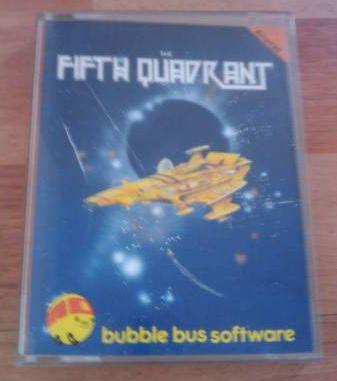 THE
FIFTH QUADRANT
bubble bus software